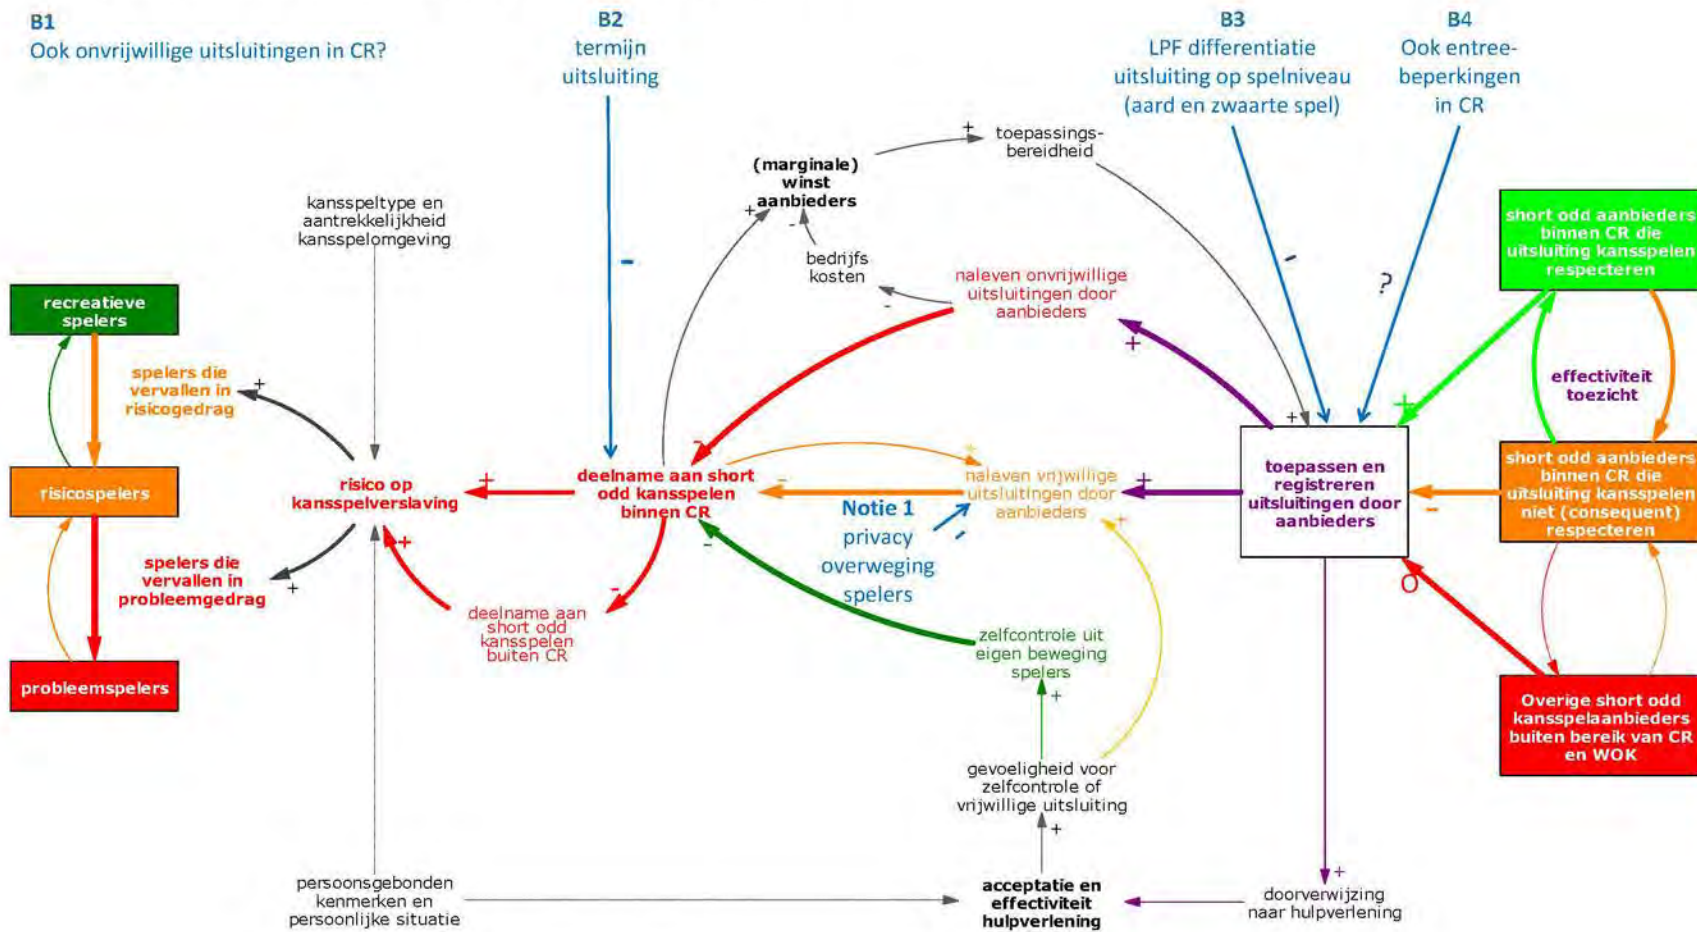 B1
Ook onvrijwillige uitsluitingen in CR?
B2
termijn
uitsluiting
B3
LPF differentiatie
uitsluiting op spelniveau
(aard en zwaarte spel)
B4
Ook entree-
beperkingen
in CR
(marginale)
winst
aanbieders
+
toepassings-
bereidheid
kansspeltype en
aantrekkelijkheid
kansspelomgeving
+
-
bedrijfs
kosten
-
-
-
?
naleven onvrijwillige
uitsluitingen door
aanbieders
+
short odd aanbieders
binnen CR die
uitsluiting kansspelen
respecteren
recreatieve
spelers
spelers die
vervallen in
risicogedrag
+
effectiviteit
toezicht
+
+
risicospelers
risico op
kansspelverslaving
+
deelname aan short
odd kansspelen
binnen CR
-
-
+
naleven vrijwillige
uitsluitingen door
aanbieders
+
toepassen en
registreren
uitsluitingen door
aanbieders
-
short odd aanbieders
binnen CR die
uitsluiting kansspelen
niet (consequent)
respecteren
Notie 1
privacy
overweging
spelers
-
+
-
+
spelers die
vervallen in
probleemgedrag
+
-
deelname aan
short odd
kansspelen
buiten CR
O
zelfcontrole uit
eigen beweging
spelers
+
probleemspelers
Overige short odd
kansspelaanbieders
buiten bereik van CR
en WOK
gevoeligheid voor
zelfcontrole of
vrijwillige uitsluiting
+
persoonsgebonden
kenmerken en
persoonlijke situatie
acceptatie en
effectiviteit
hulpverlening
+
doorverwijzing
naar hulpverlening